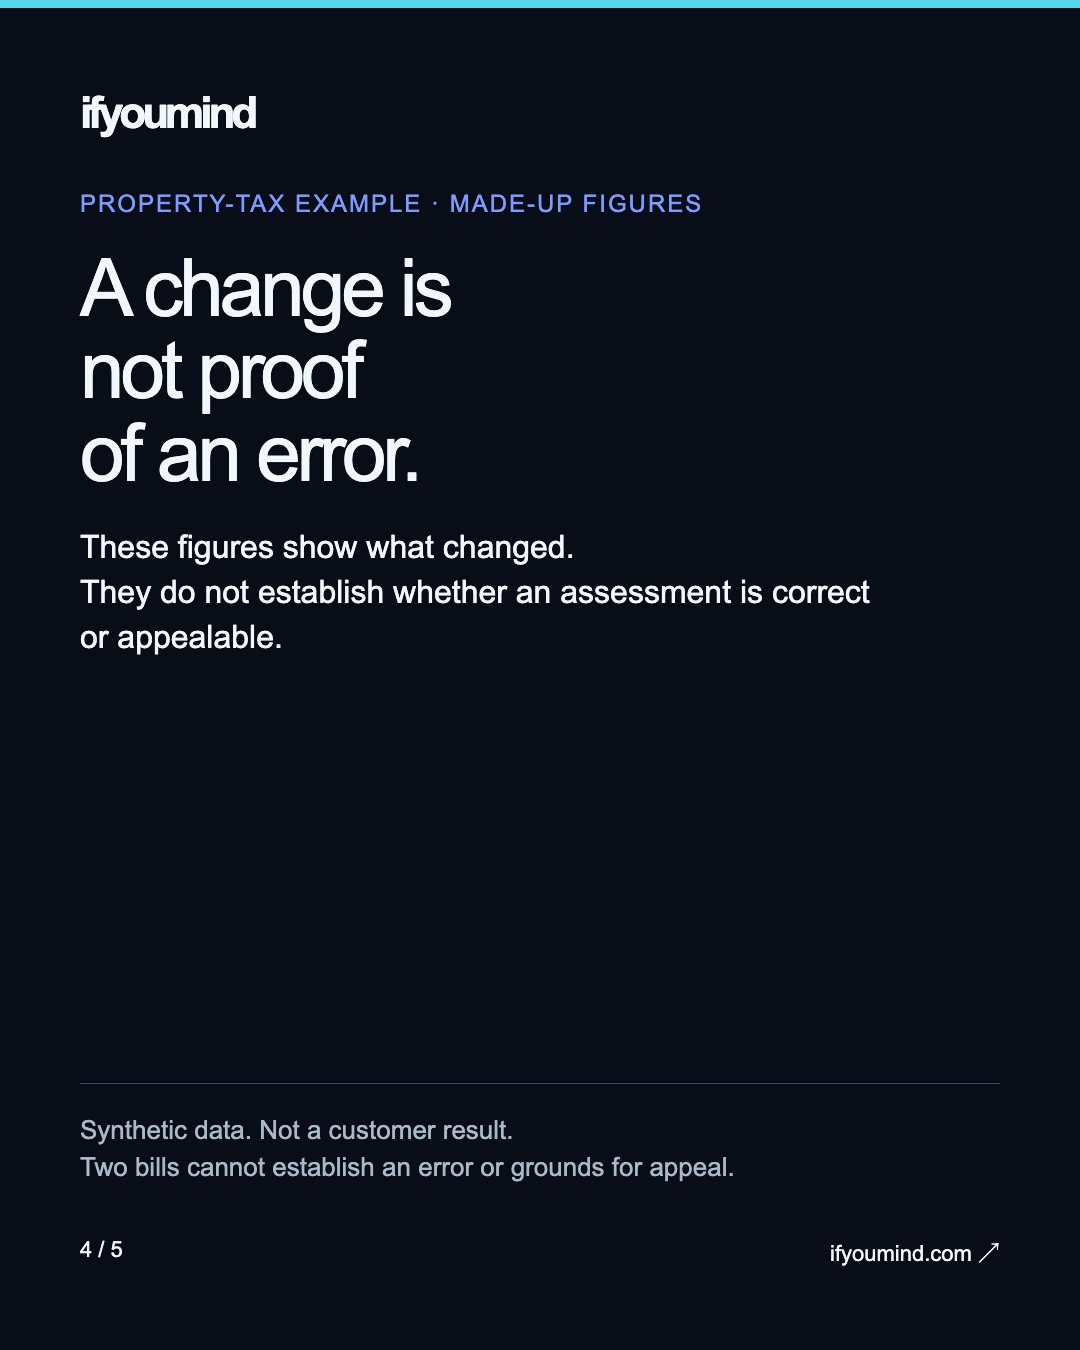 ifyoumind
PROPERTY-TAX EXAMPLE · MADE-UP FIGURES
A change is
not proof
of an error.
These figures show what changed.
They do not establish whether an assessment is correct
or appealable.
Synthetic data. Not a customer result.
Two bills cannot establish an error or grounds for appeal.
4 / 5
ifyoumind.com ↗